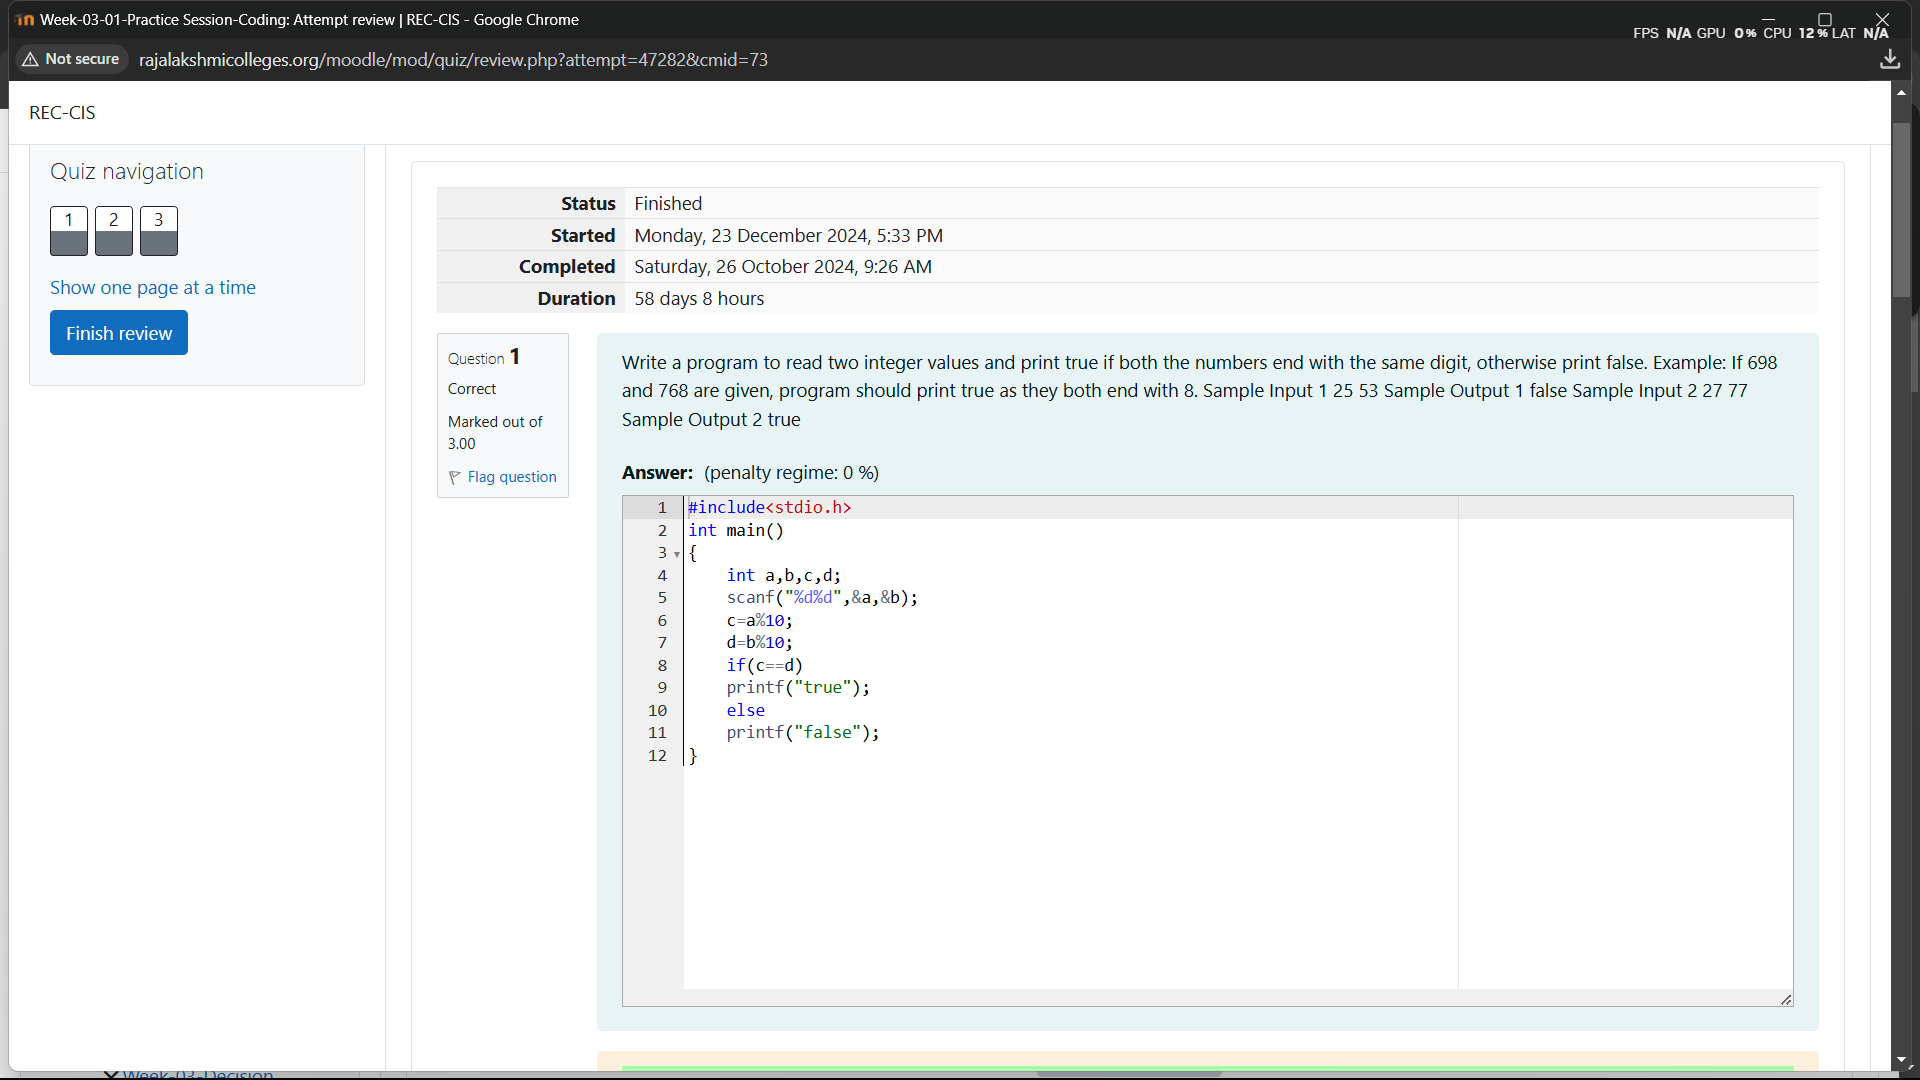 Week-03-01-Practice Session-Coding: Attempt review | REC-CIS - Google Chrome
FPS N/A GPU 0% CPU 12% LAT N/A
Not secure rajalakshmicolleges.org/moodle/mod/quiz/review.php?attempt=47282&cmid=73
REC-CIS
Quiz navigation
1 2 3
Show one page at a time
Finish review
Status Finished
Started Monday, 23 December 2024, 5:33 PM
Completed Saturday, 26 October 2024, 9:26 AM
Duration 58 days 8 hours
Question 1
Correct
Marked out of
3.00
Flag question
Write a program to read two integer values and print true if both the numbers end with the same digit, otherwise print false. Example: If 698
and 768 are given, program should print true as they both end with 8. Sample Input 1 25 53 Sample Output 1 false Sample Input 2 27 77
Sample Output 2 true
Answer: (penalty regime: 0 %)
1 #include<stdio.h>
2 int main()
3 {
4 int a,b,c,d;
5 scanf("%d%d",&a,&b);
6 c=a%10;
7 d=b%10;
8 if(c==d)
9 printf("true");
10 else
11 printf("false");
12 }
Week-03-Decision